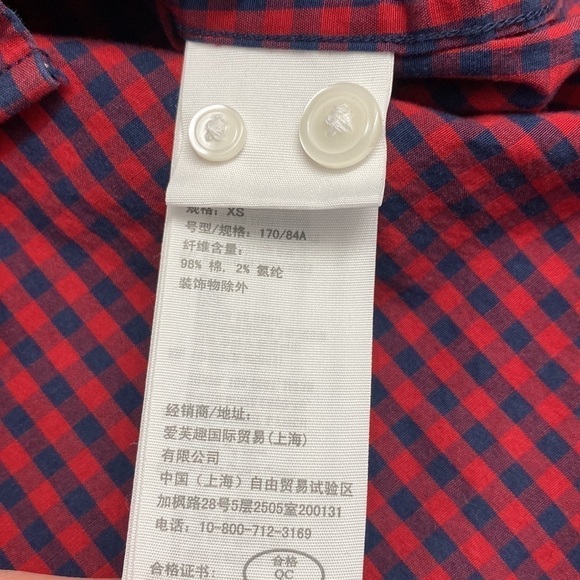 规格: XS
号型/规格: 170/84A
纤维含量:
98% 棉, 2% 氨纶
装饰物除外
经销商/地址:
爱芙趣国际贸易(上海)
有限公司
中国（上海）自由贸易试验区
加枫路28号5层2505室200131
电话: 10-800-712-3169
合格证书:
合格
QC